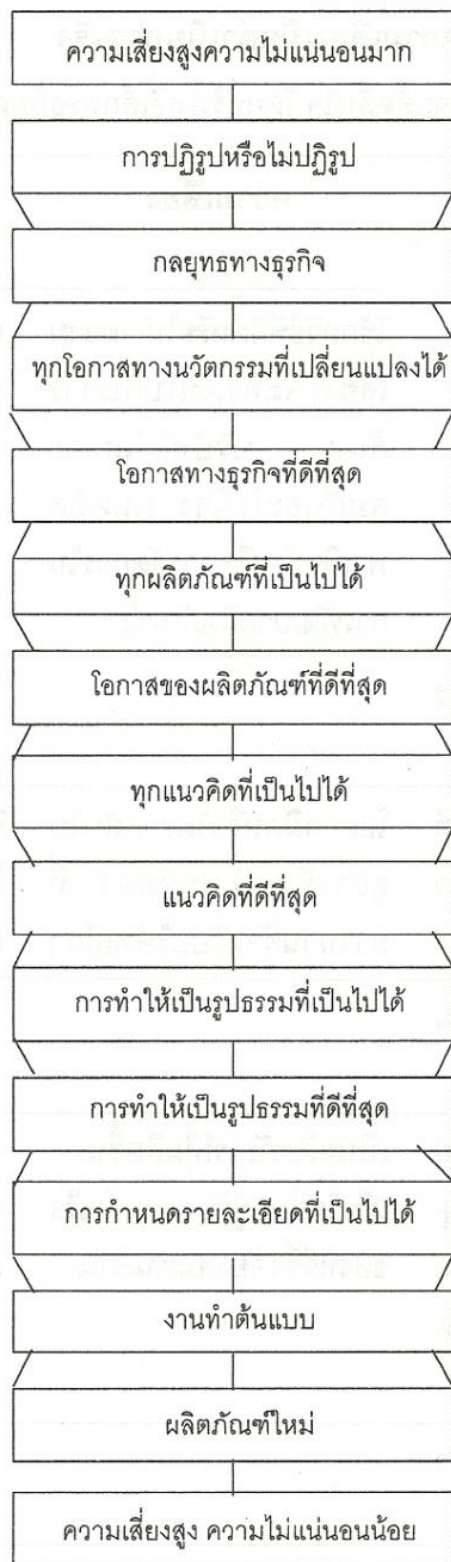 ความเสี่ยงสูงความไม่แน่นอนมาก
การปฏิรูปหรือไม่ปฏิรูป
กลยุทธทางธุรกิจ
ทุกโอกาสทางนวัตกรรมที่เปลี่ยนแปลงได้
โอกาสทางธุรกิจที่ดีที่สุด
ทุกผลิตภัณฑ์ที่เป็นไปได้
โอกาสของผลิตภัณฑ์ที่ดีที่สุด
ทุกแนวคิดที่เป็นไปได้
แนวคิดที่ดีที่สุด
การทำให้เป็นรูปธรรมที่เป็นไปได้
การทำให้เป็นรูปธรรมที่ดีที่สุด
การกำหนดรายละเอียดที่เป็นไปได้
งานทำต้นแบบ
ผลิตภัณฑ์ใหม่
ความเสี่ยงสูง ความไม่แน่นอนน้อย